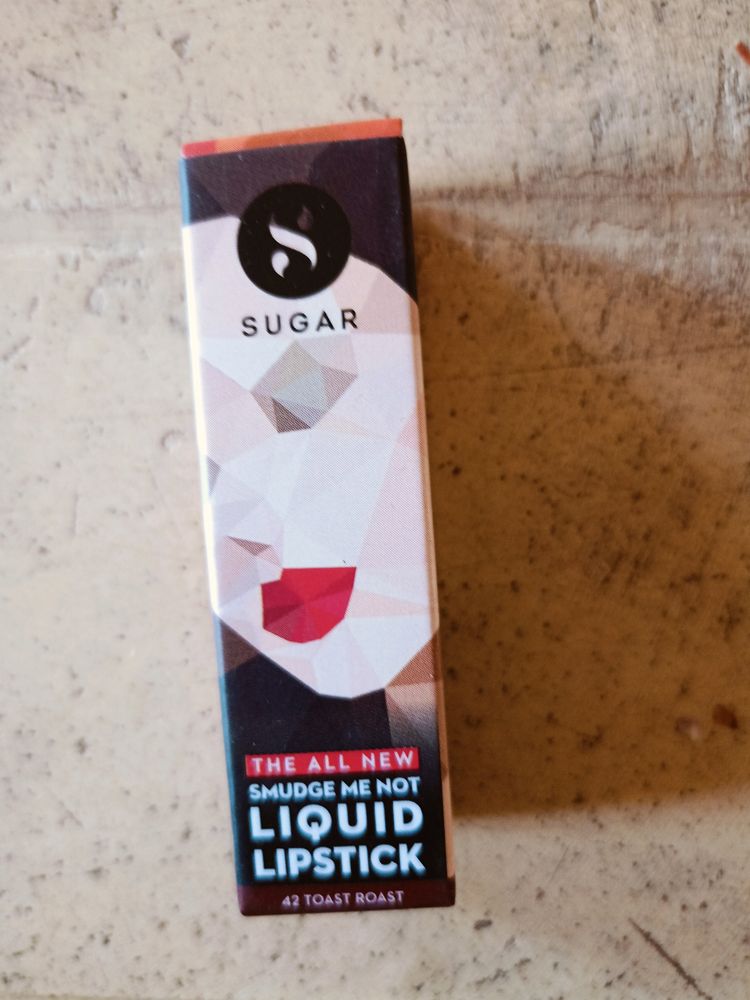 SUGAR
THE ALL NEW
SMUDGE ME NOT
LIQUID
LIPSTICK
42 TOAST ROAST